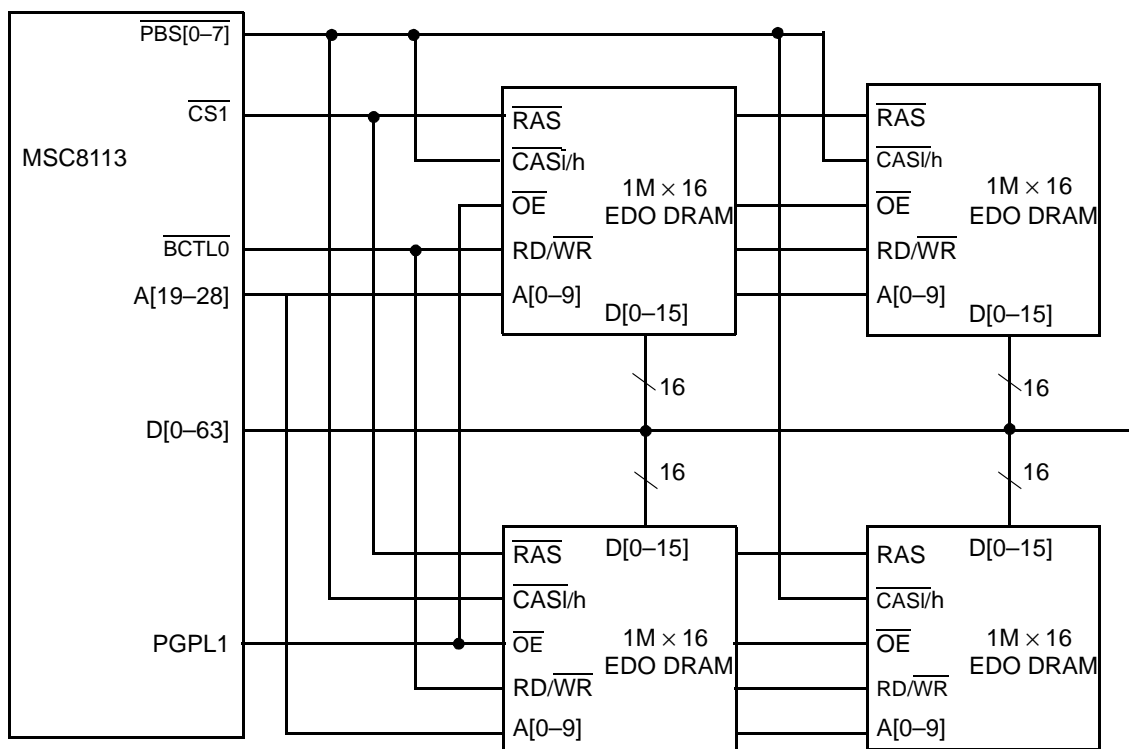 PBS[0–7]
CS1
MSC8113
BCTL0
A[19–28]
D[0–63]
PGPL1
RAS
CASl/h
OE
RD/WR
A[0–9]
1M × 16
EDO DRAM
D[0–15]
16
RAS
CASl/h
OE
RD/WR
A[0–9]
1M × 16
EDO DRAM
D[0–15]
16
16
RAS
CASl/h
OE
RD/WR
A[0–9]
D[0–15]
1M × 16
EDO DRAM
16
RAS
CASl/h
OE
RD/WR
A[0–9]
D[0–15]
1M × 16
EDO DRAM